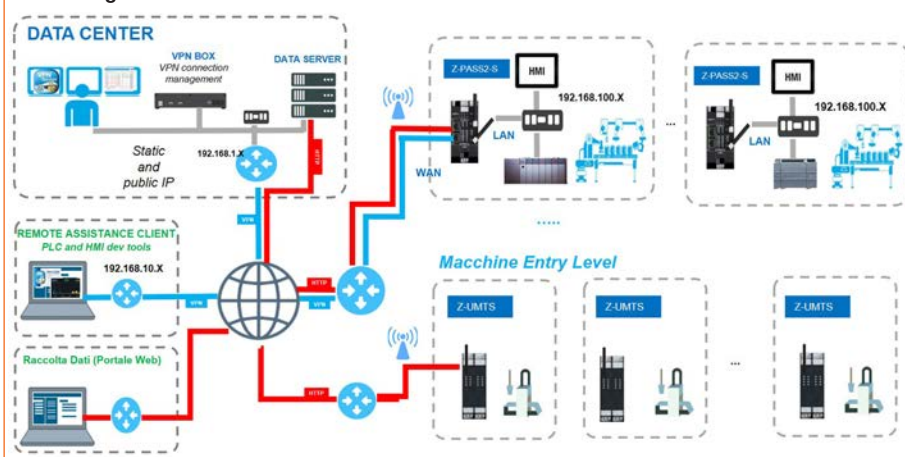 DATA CENTER
VPN BOX
VPN connection
management
DATA SERVER
Static
and
public IP
192.168.1.X
HTTP
VPN
REMOTE ASSISTANCE CLIENT
PLC and HMI dev tools
192.168.10.X
VPN
HTTP
VPN
Raccolta Dati (Portale Web)
HTTP
Z-PASS2-S
HMI
192.168.100.X
LAN
WAN
...
Z-PASS2-S
HMI
192.168.100.X
LAN
.....
Macchine Entry Level
Z-UMTS
Z-UMTS
...
Z-UMTS